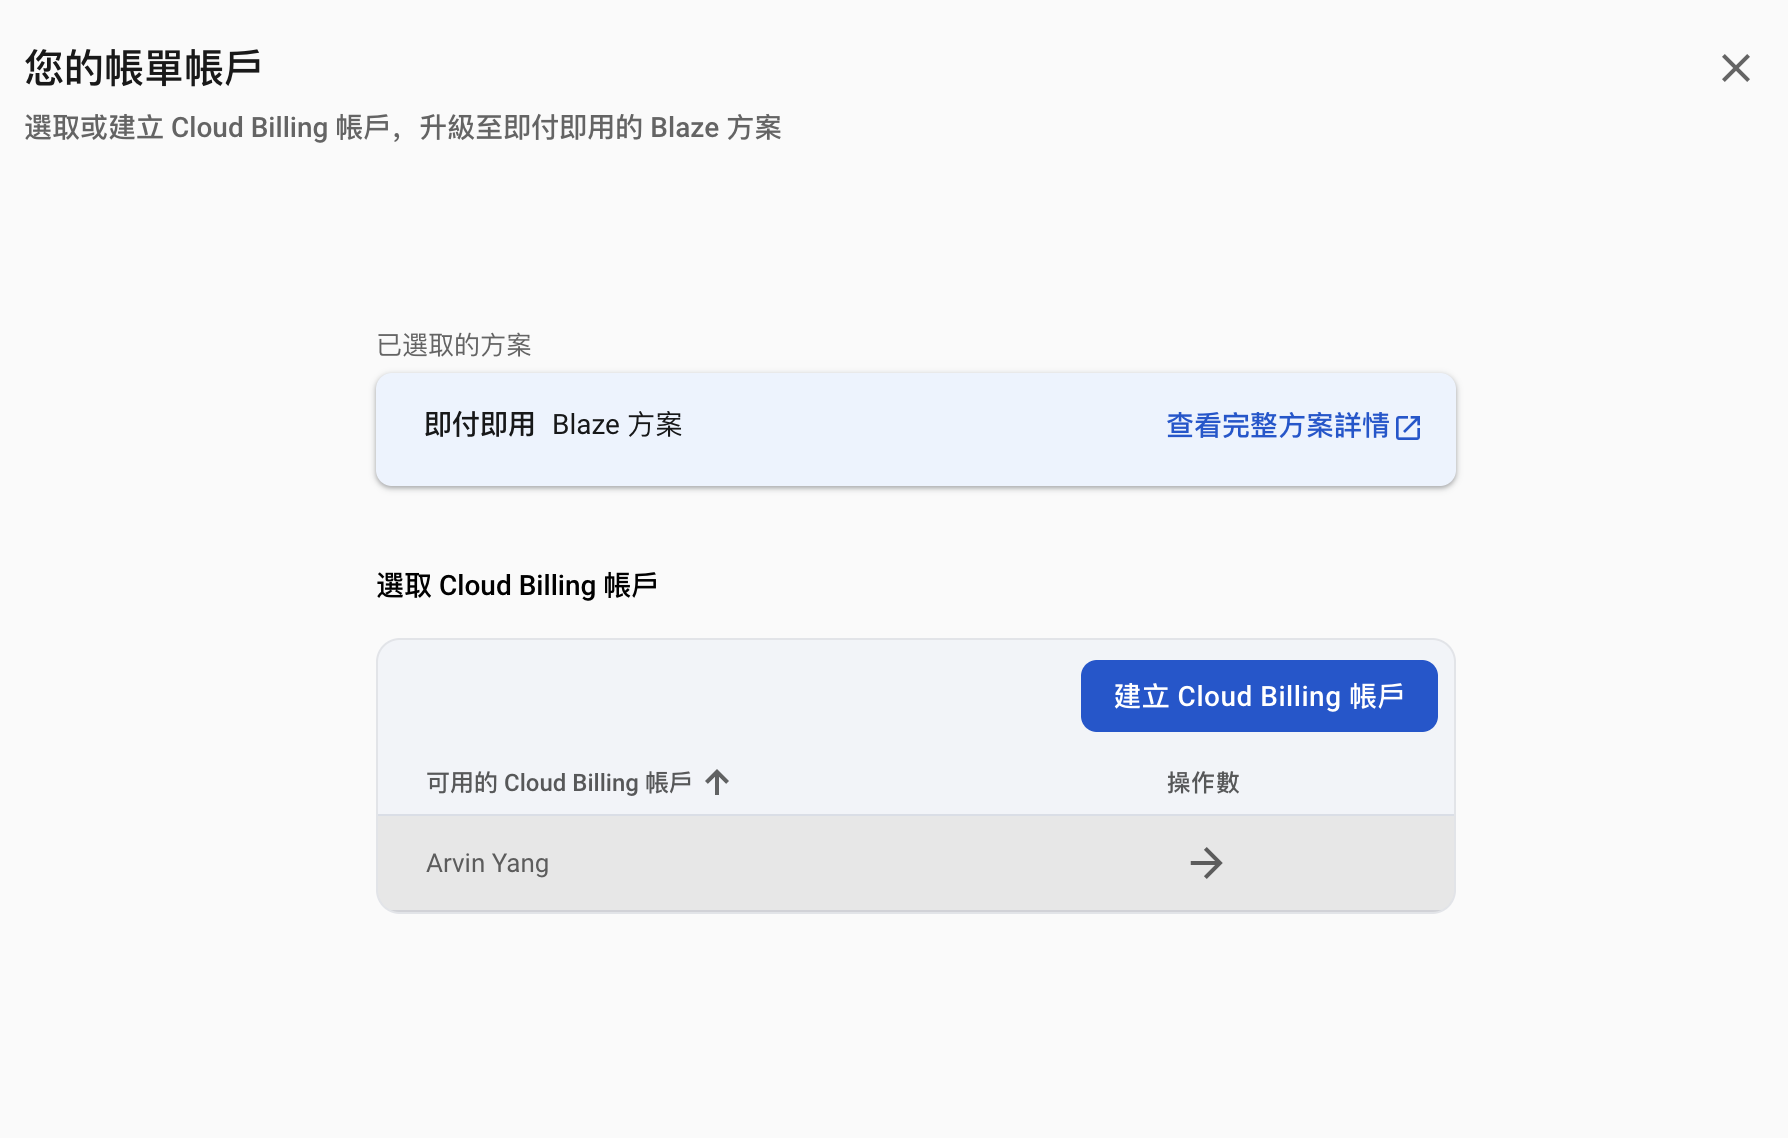 您的帳單帳戶
選取或建立 Cloud Billing 帳戶，升級至即付即用的 Blaze 方案
已選取的方案
即付即用 Blaze 方案
查看完整方案詳情
選取 Cloud Billing 帳戶
建立 Cloud Billing 帳戶
可用的 Cloud Billing 帳戶
操作數
Arvin Yang